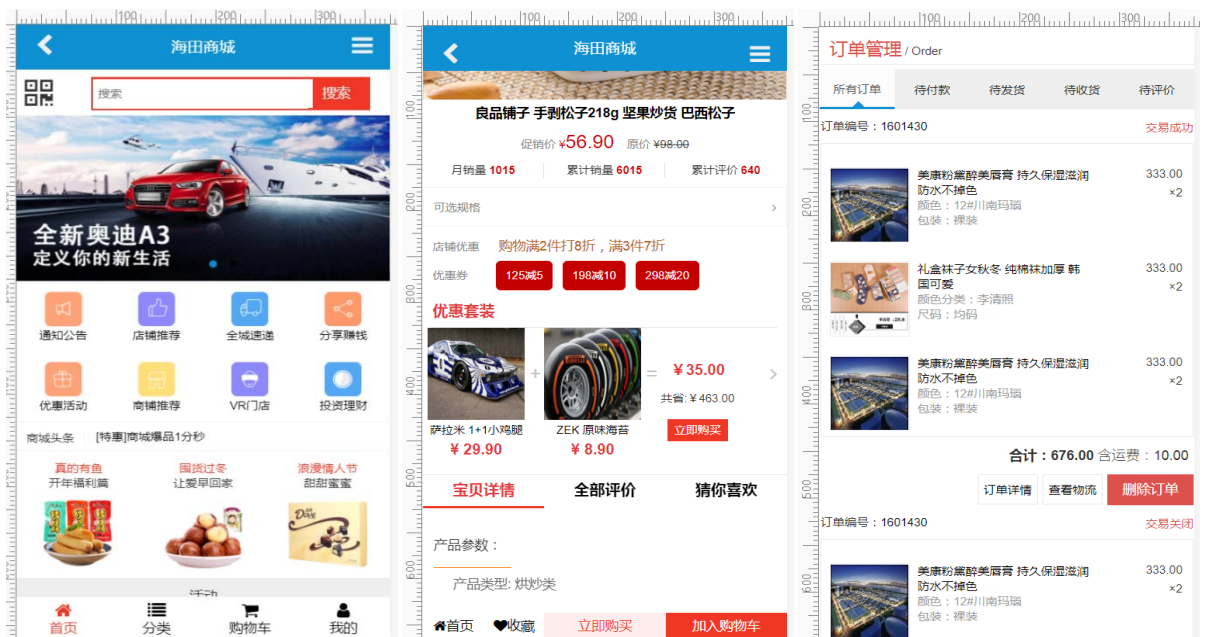 海田商城
搜索
搜索
全新奥迪A3
定义你的新生活
通知公告
店铺推荐
全城速递
分享赚钱
优惠活动
商铺推荐
VR门店
投资理财
商城头条
[特惠]商城爆品1分秒
真的有鱼
开年福利篇
囤货过冬
让爱早回家
浪漫情人节
甜甜蜜蜜
Dove
活动
首页
分类
购物车
我的
海田商城
良品铺子 手剥松子218g 坚果炒货 巴西松子
促销价 ¥56.90 原价 ¥98.00
月销量 1015
累计销量 6015
累计评价 640
可选规格
店铺优惠 购物满2件打8折，满3件7折
优惠券 125减5 198减10 298减20
优惠套装
+
=
¥35.00
共省: ¥463.00
立即购买
萨拉米 1+1小鸡腿
¥29.90
ZEK 原味海苔
¥8.90
宝贝详情
全部评价
猜你喜欢
产品参数：
产品类型: 烘炒类
首页
收藏
立即购买
加入购物车
订单管理 / Order
所有订单
待付款
待发货
待收货
待评价
订单编号：1601430
交易成功
美康粉黛醉美唇膏 持久保湿滋润
防水不掉色
颜色：12#川南玛瑙
包装：裸装
333.00
×2
礼盒袜子女秋冬 纯棉袜加厚 韩
国可爱
颜色分类：李清照
尺码：均码
333.00
×2
美康粉黛醉美唇膏 持久保湿滋润
防水不掉色
颜色：12#川南玛瑙
包装：裸装
333.00
×2
合计：676.00 含运费：10.00
订单详情
查看物流
删除订单
订单编号：1601430
交易关闭
美康粉黛醉美唇膏 持久保湿滋润
防水不掉色
颜色：12#川南玛瑙
包装：裸装
333.00
×2